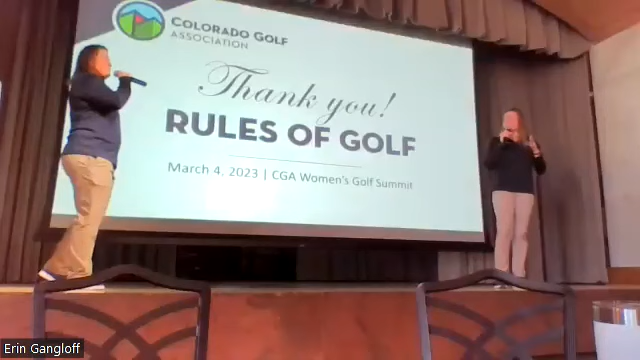 COLORADO GOLF
ASSOCIATION
Thank you!
RULES OF GOLF
March 4, 2023 | CGA Women's Golf Summit
Erin Gangloff